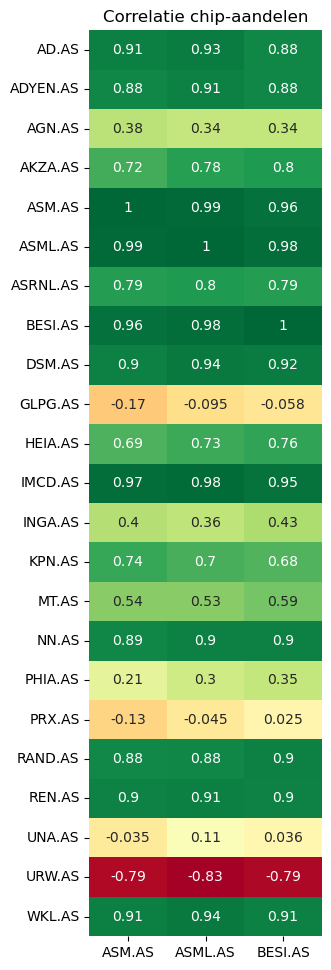 Correlatie chip-aandelen
AD.AS 0.91 0.93 0.88
ADYEN.AS 0.88 0.91 0.88
AGN.AS 0.38 0.34 0.34
AKZA.AS 0.72 0.78 0.8
ASM.AS 1 0.99 0.96
ASML.AS 0.99 1 0.98
ASRNL.AS 0.79 0.8 0.79
BESI.AS 0.96 0.98 1
DSM.AS 0.9 0.94 0.92
GLPG.AS -0.17 -0.095 -0.058
HEIA.AS 0.69 0.73 0.76
IMCD.AS 0.97 0.98 0.95
INGA.AS 0.4 0.36 0.43
KPN.AS 0.74 0.7 0.68
MT.AS 0.54 0.53 0.59
NN.AS 0.89 0.9 0.9
PHIA.AS 0.21 0.3 0.35
PRX.AS -0.13 -0.045 0.025
RAND.AS 0.88 0.88 0.9
REN.AS 0.9 0.91 0.9
UNA.AS -0.035 0.11 0.036
URW.AS -0.79 -0.83 -0.79
WKL.AS 0.91 0.94 0.91
ASM.AS ASML.AS BESI.AS